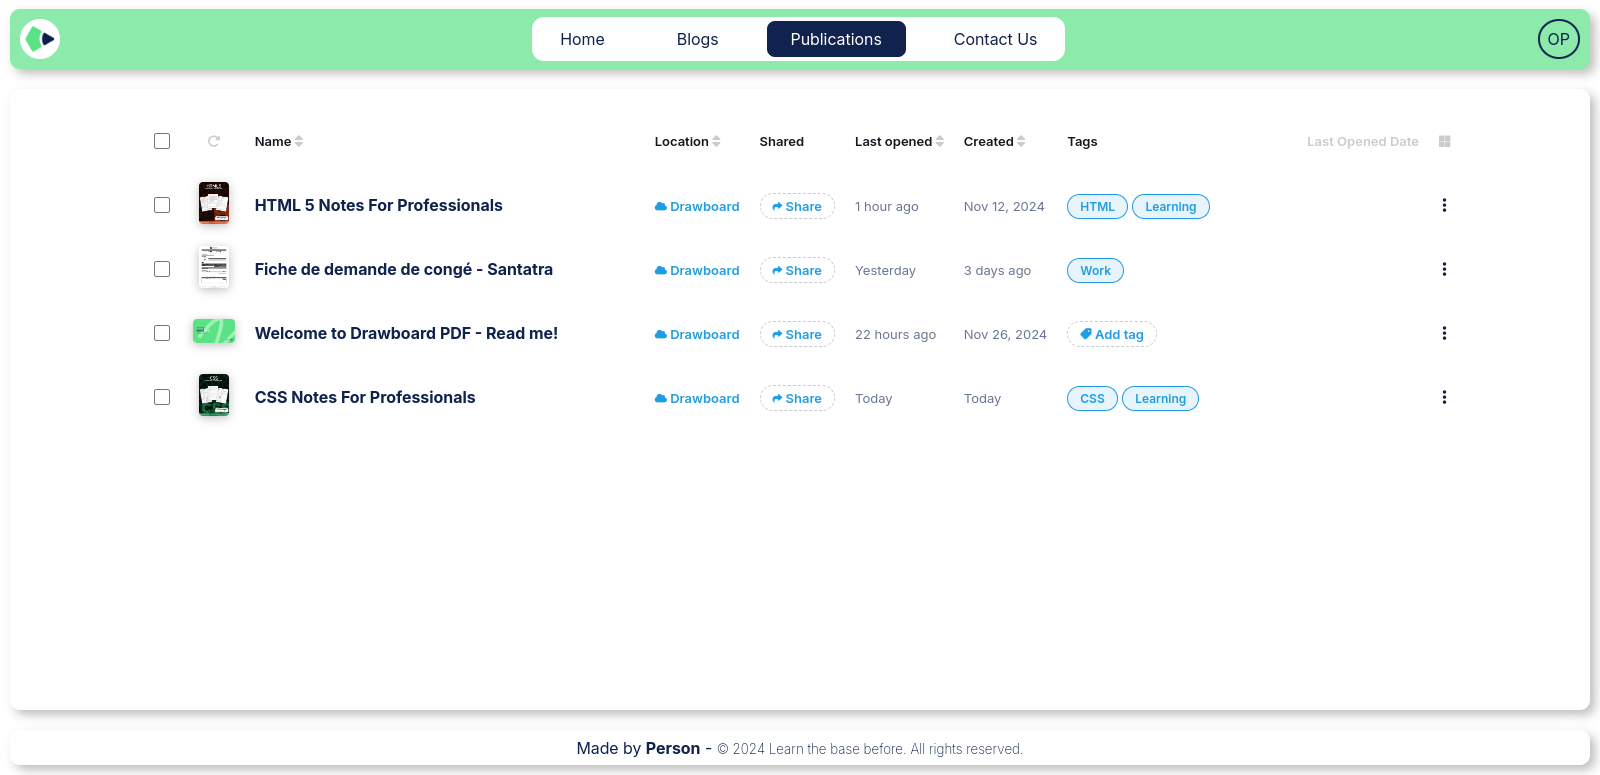 Home Blogs Publications Contact Us OP
Name Location Shared Last opened Created Tags Last Opened Date
HTML 5 Notes For Professionals Drawboard Share 1 hour ago Nov 12, 2024 HTML Learning
Fiche de demande de congé - Santatra Drawboard Share Yesterday 3 days ago Work
Welcome to Drawboard PDF - Read me! Drawboard Share 22 hours ago Nov 26, 2024 Add tag
CSS Notes For Professionals Drawboard Share Today Today CSS Learning
Made by Person - © 2024 Learn the base before. All rights reserved.